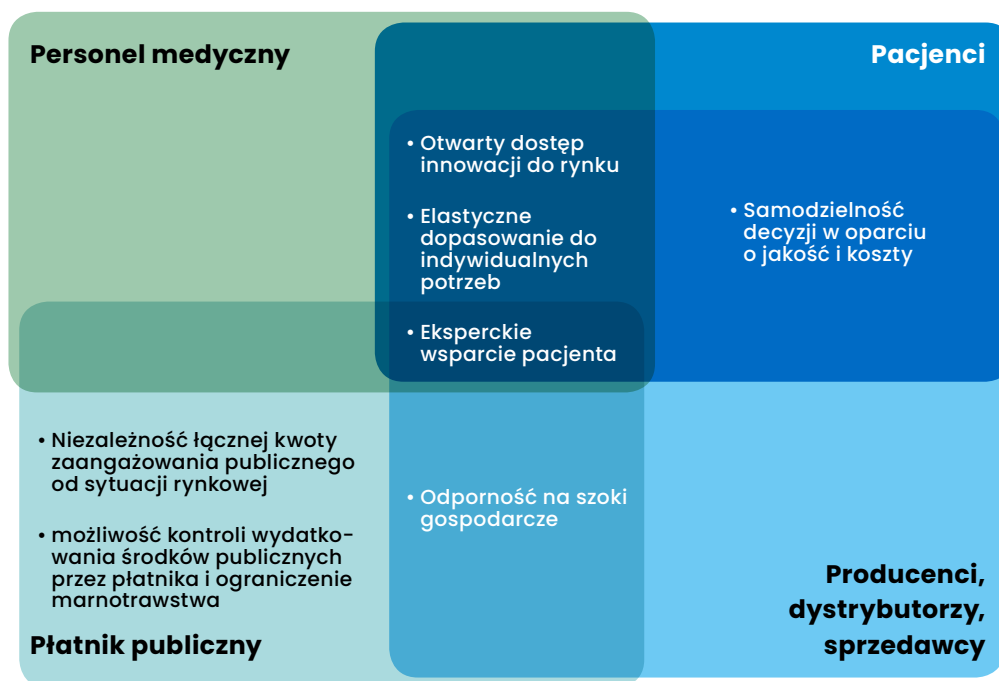 Personel medyczny
Pacjenci
• Otwarty dostęp
innowacji do rynku
• Elastyczne
dopasowanie do
indywidualnych
potrzeb
• Eksperckie
wsparcie pacjenta
• Samodzielność
decyzji w oparciu
o jakość i koszty
• Niezależność łącznej kwoty
zaangażowania publicznego
od sytuacji rynkowej
• możliwość kontroli wydatko-
wania środków publicznych
przez płatnika i ograniczenie
marnotrawstwa
• Odporność na szoki
gospodarcze
Płatnik publiczny
Producenci,
dystrybutorzy,
sprzedawcy